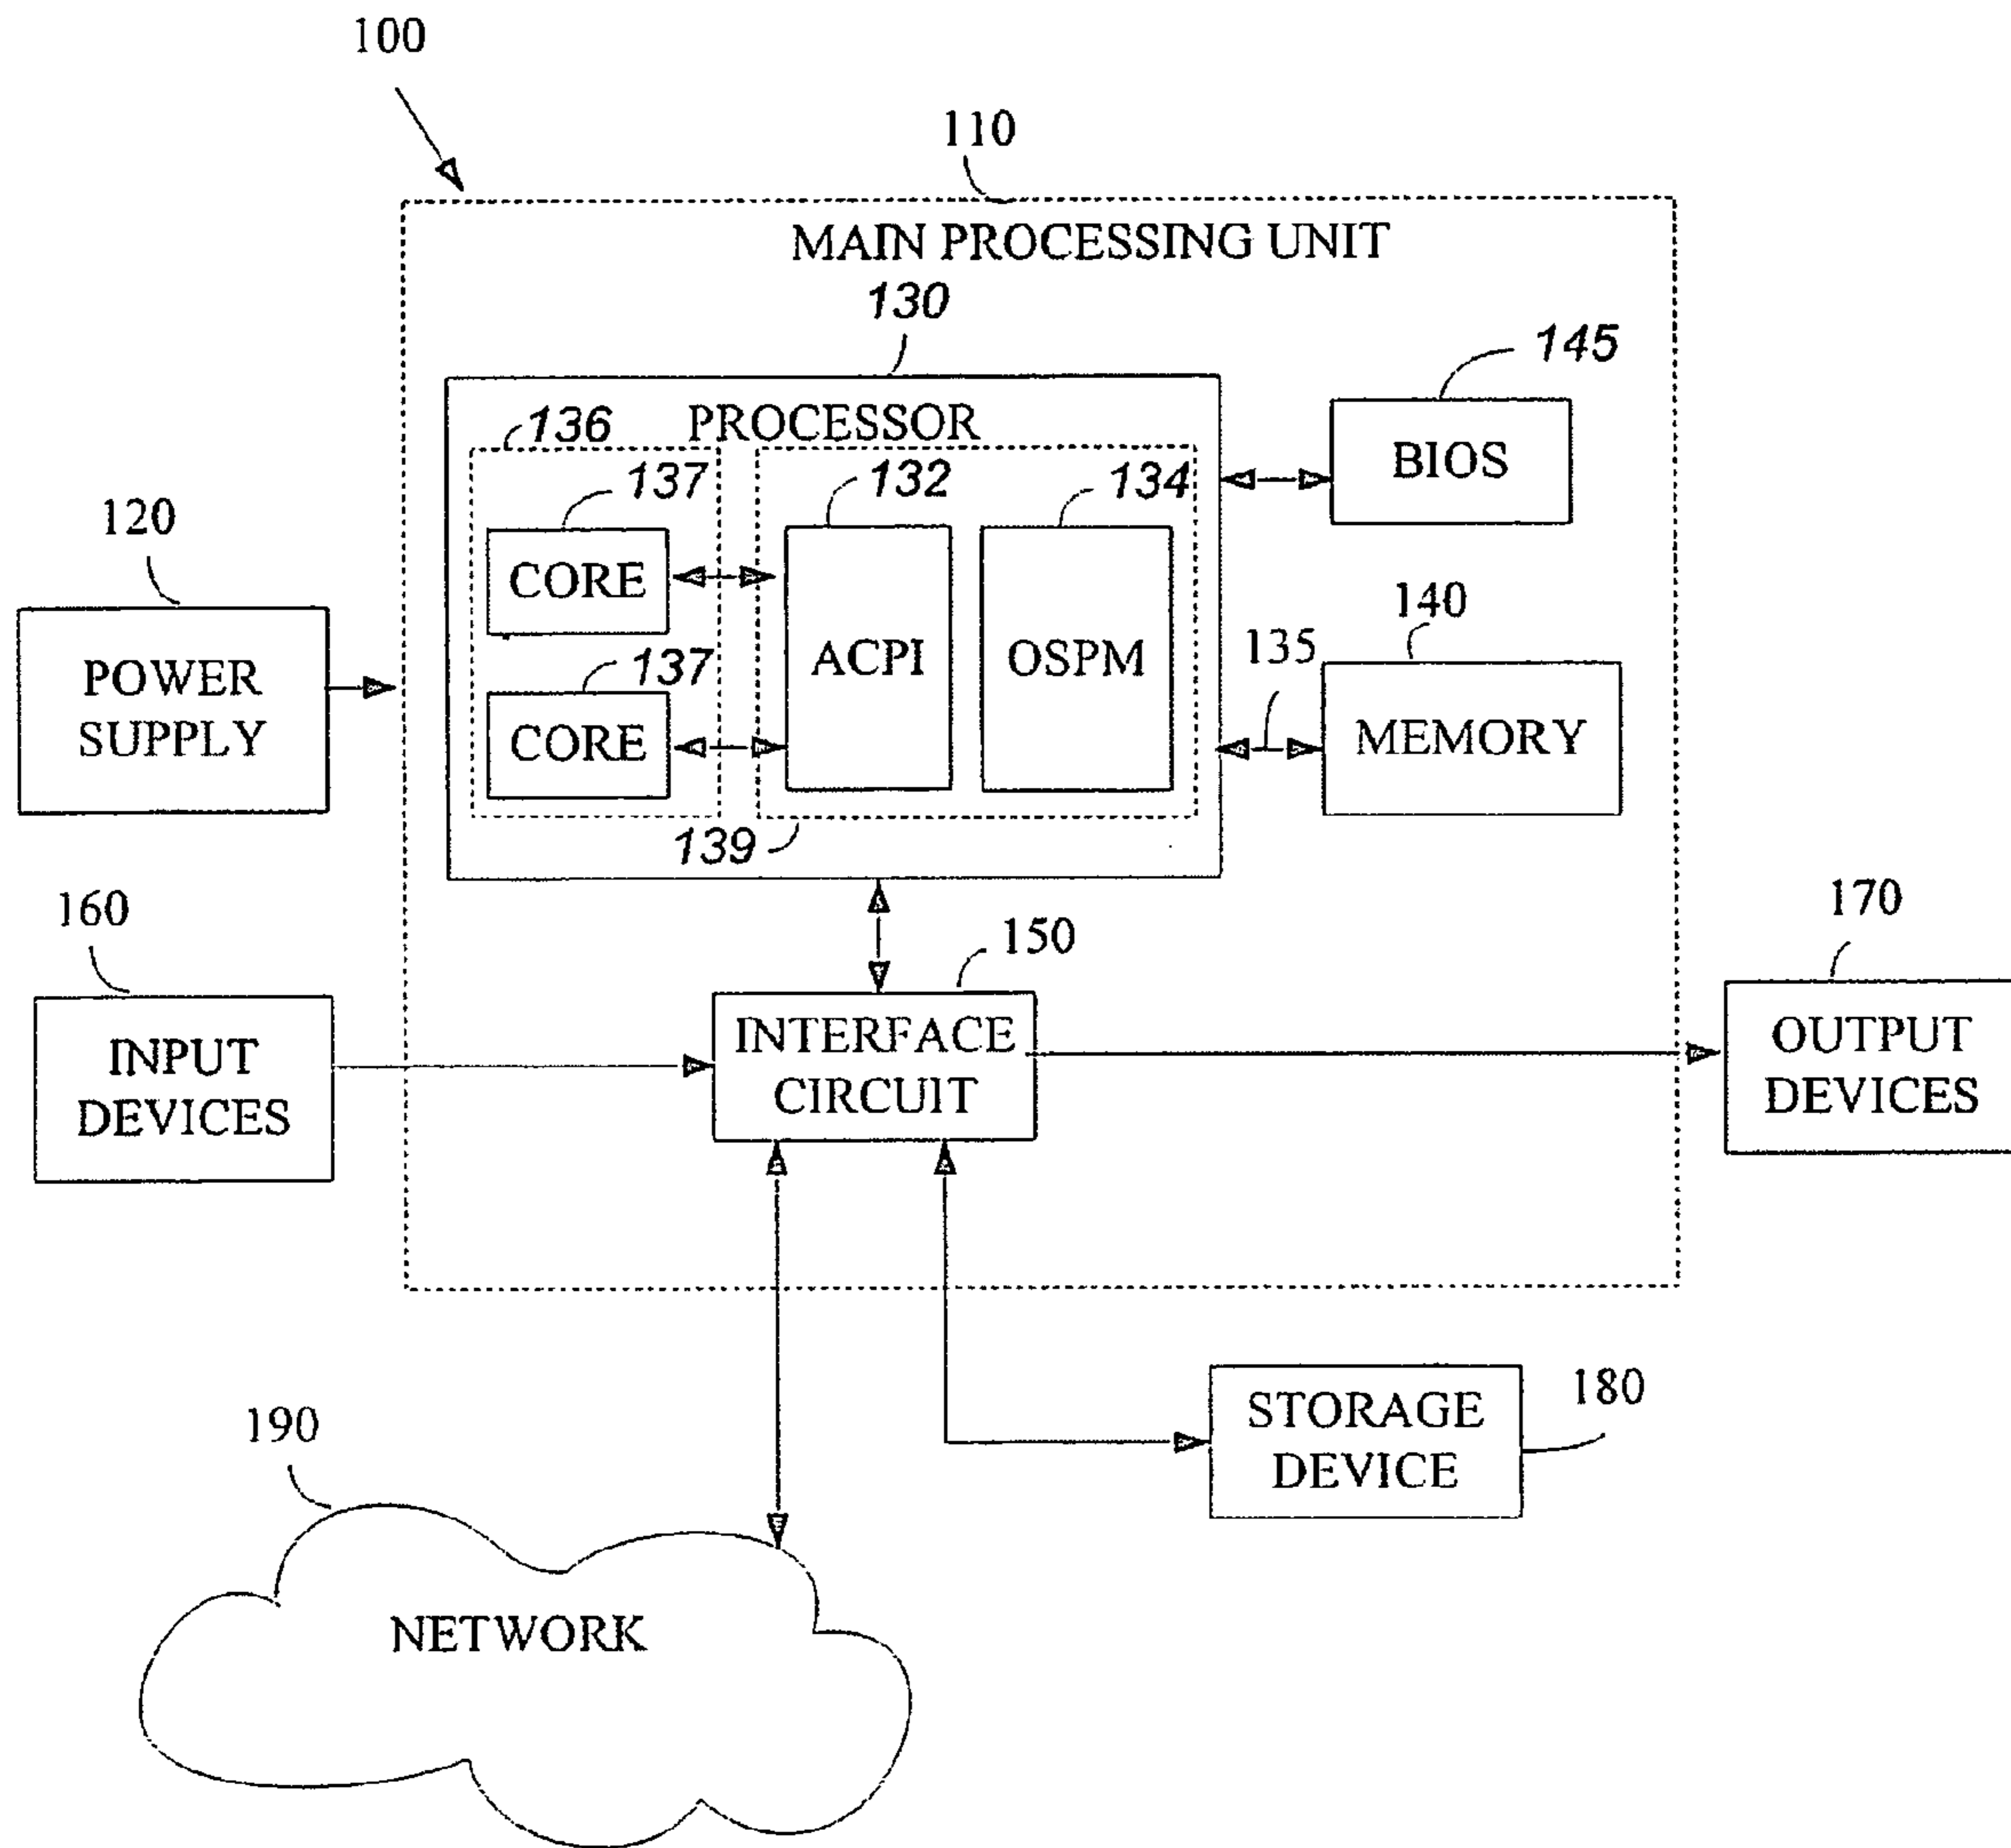 100
110
MAIN PROCESSING UNIT
130
145
PROCESSOR
136
137
132
134
BIOS
120
CORE
140
POWER
SUPPLY
ACPI
OSPM
135
137
CORE
MEMORY
139
160
150
170
INPUT
DEVICES
INTERFACE
CIRCUIT
OUTPUT
DEVICES
180
STORAGE
DEVICE
190
NETWORK